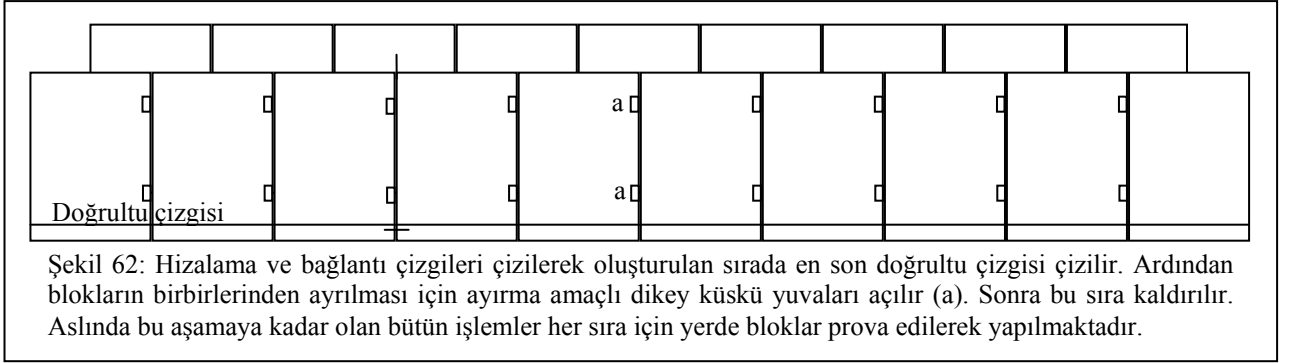 a
a
Doğrultu çizgisi
Şekil 62: Hizalama ve bağlantı çizgileri çizilerek oluşturulan sırada en son doğrultu çizgisi çizilir. Ardından
blokların birbirlerinden ayrılması için ayırma amaçlı dikey küskü yuvaları açılır (a). Sonra bu sıra kaldırılır.
Aslında bu aşamaya kadar olan bütün işlemler her sıra için yerde bloklar prova edilerek yapılmaktadır.